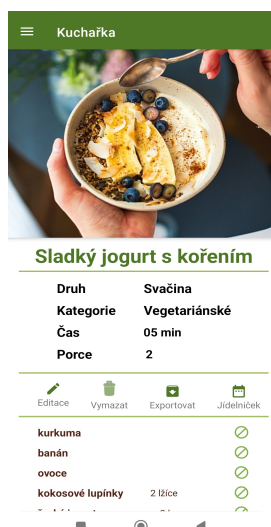 Kuchařka
Sladký jogurt s kořením
Druh Svačina
Kategorie Vegetariánské
Čas 05 min
Porce 2
Editace Vymazat Exportovat Jídelníček
kurkuma
banán
ovoce
kokosové lupínky 2 lžíce